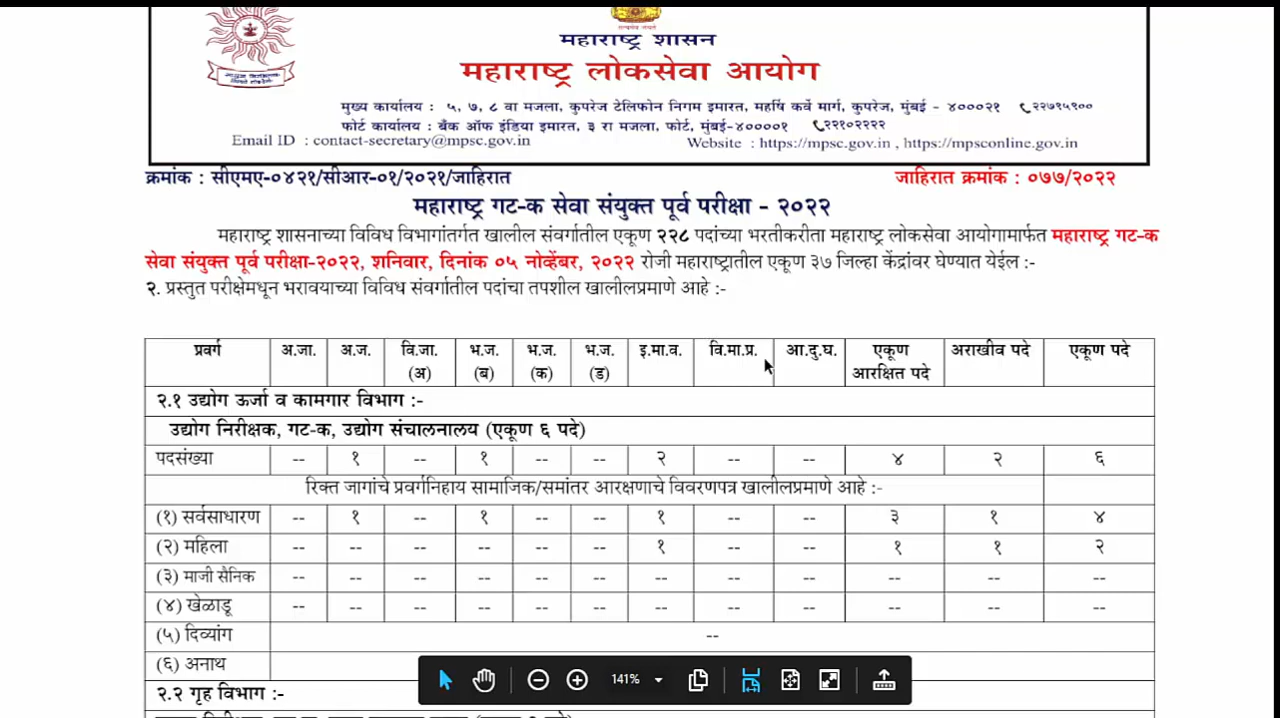 महाराष्ट्र शासन
महाराष्ट्र लोकसेवा आयोग
मुख्य कार्यालय : ५, ७, ८ वा मजला, कुपरेज टेलिफोन निगम इमारत, महर्षि कर्वे मार्ग, कुपरेज, मुंबई - ४०००२१ २२७९५९००
फोर्ट कार्यालय : बँक ऑफ इंडिया इमारत, ३ रा मजला, फोर्ट, मुंबई-४००००१ २२१०२२२२
Email ID : contact-secretary@mpsc.gov.in Website : https://mpsc.gov.in , https://mpsconline.gov.in
क्रमांक : सीएमए-०४२१/सीआर-०१/२०२१/जाहिरात जाहिरात क्रमांक : ०७७/२०२२
महाराष्ट्र गट-क सेवा संयुक्त पूर्व परीक्षा - २०२२
महाराष्ट्र शासनाच्या विविध विभागांतर्गत खालील संवर्गातील एकूण २२८ पदांच्या भरतीकरीता महाराष्ट्र लोकसेवा आयोगामार्फत महाराष्ट्र गट-क
सेवा संयुक्त पूर्व परीक्षा-२०२२, शनिवार, दिनांक ०५ नोव्हेंबर, २०२२ रोजी महाराष्ट्रातील एकूण ३७ जिल्हा केंद्रांवर घेण्यात येईल :-
२. प्रस्तुत परीक्षेमधून भरावयाच्या विविध संवर्गातील पदांचा तपशील खालीलप्रमाणे आहे :-
प्रवर्ग अ.जा. अ.ज. वि.जा. भ.ज. भ.ज. भ.ज. इ.मा.व. वि.मा.प्र. आ.दु.घ. एकूण अराखीव पदे एकूण पदे
(अ) (ब) (क) (ड) आरक्षित पदे
२.१ उद्योग ऊर्जा व कामगार विभाग :-
उद्योग निरीक्षक, गट-क, उद्योग संचालनालय (एकूण ६ पदे)
पदसंख्या -- १ -- १ -- -- २ -- -- ४ २ ६
रिक्त जागांचे प्रवर्गनिहाय सामाजिक/समांतर आरक्षणाचे विवरणपत्र खालीलप्रमाणे आहे :-
(१) सर्वसाधारण -- १ -- १ -- -- १ -- -- ३ १ ४
(२) महिला -- -- -- -- -- -- १ -- -- १ १ २
(३) माजी सैनिक -- -- -- -- -- -- -- -- -- -- -- --
(४) खेळाडू -- -- -- -- -- -- -- -- -- -- -- --
(५) दिव्यांग --
(६) अनाथ
141%
२.२ गृह विभाग :-